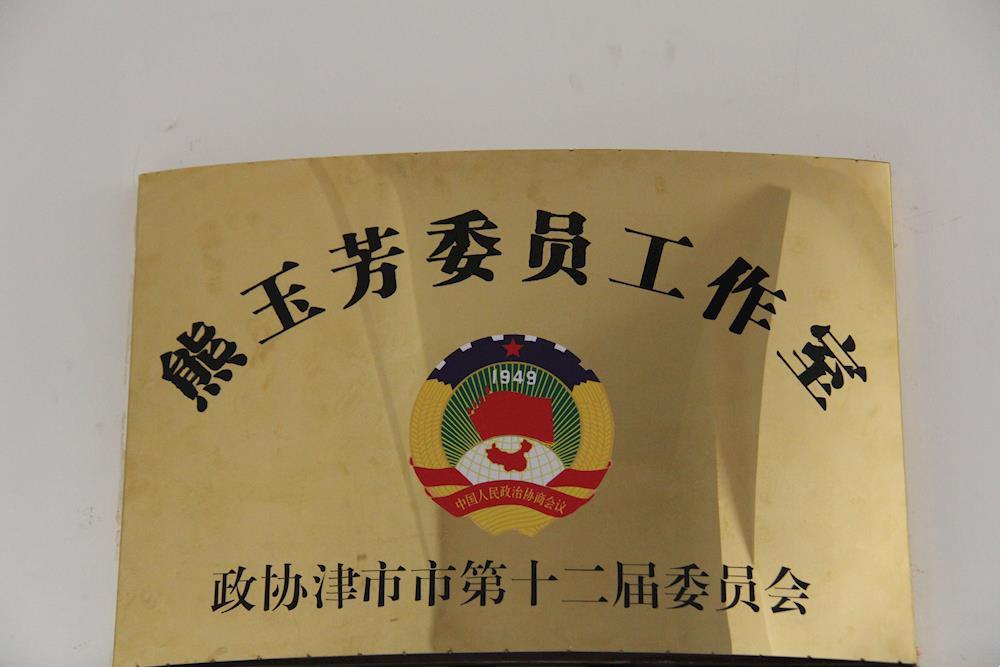 熊玉芳委员工作室
1949
中国人民政治协商会议
政协津市市第十二届委员会